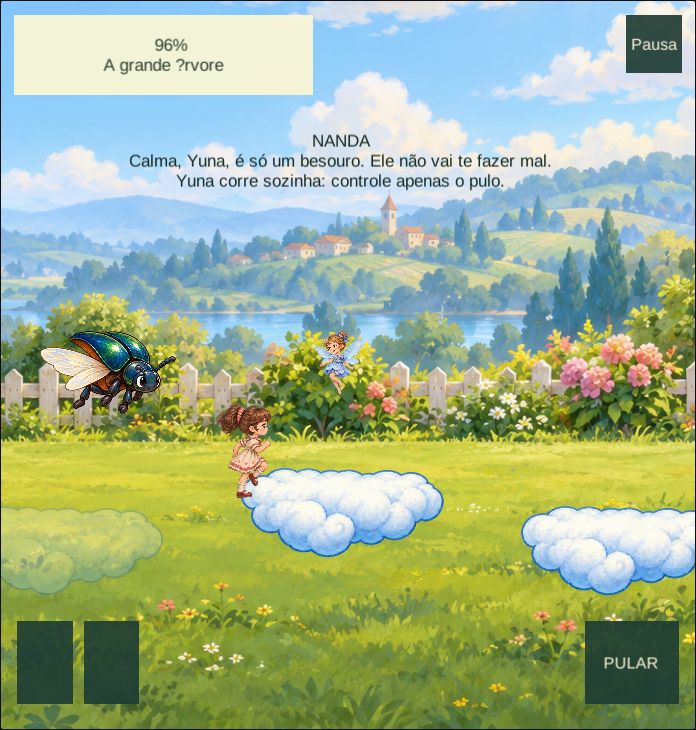 96%
A grande ?rvore
Pausa
NANDA
Calma, Yuna, é só um besouro. Ele não vai te fazer mal.
Yuna corre sozinha: controle apenas o pulo.
PULAR